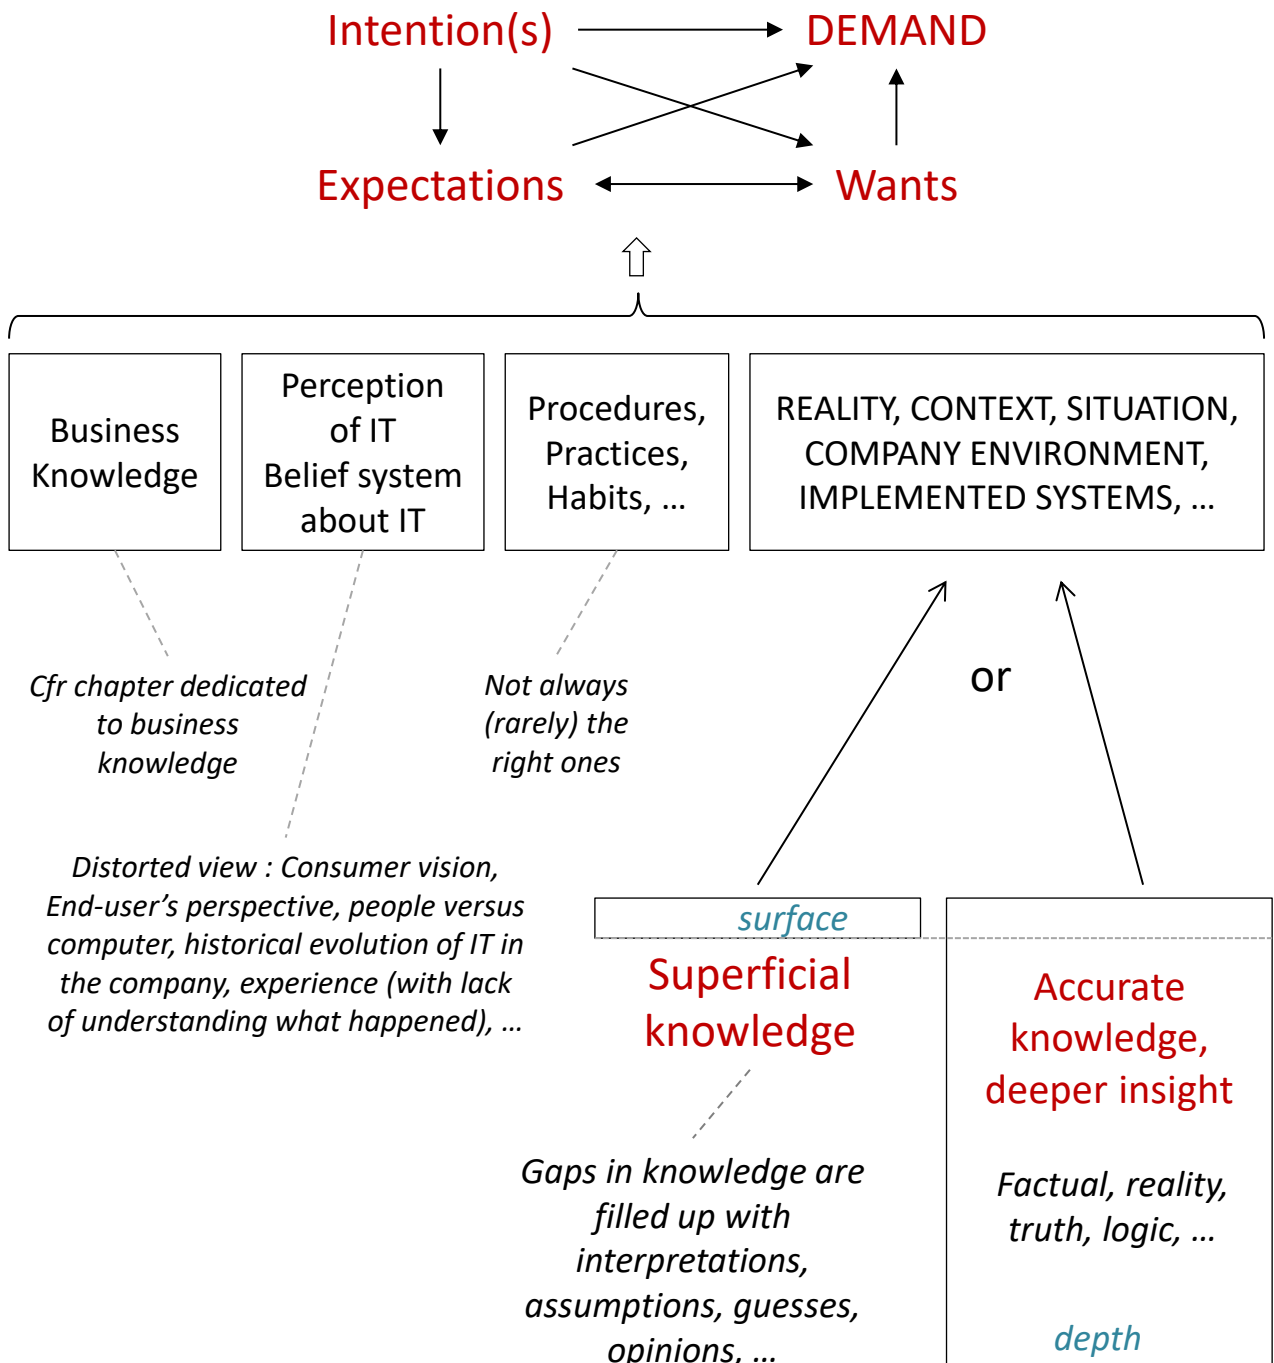 Intention(s)
DEMAND
Expectations
Wants
Business
Knowledge
Perception
of IT
Belief system
about IT
Procedures,
Practices,
Habits, ...
REALITY, CONTEXT, SITUATION,
COMPANY ENVIRONMENT,
IMPLEMENTED SYSTEMS, ...
Cfr chapter dedicated
to business
knowledge
Not always
(rarely) the
right ones
or
Distorted view : Consumer vision,
End-user’s perspective, people versus
computer, historical evolution of IT in
the company, experience (with lack
of understanding what happened), ...
surface
Superficial
knowledge
Accurate
knowledge,
deeper insight
Gaps in knowledge are
filled up with
interpretations,
assumptions, guesses,
opinions, ...
Factual, reality,
truth, logic, ...
depth